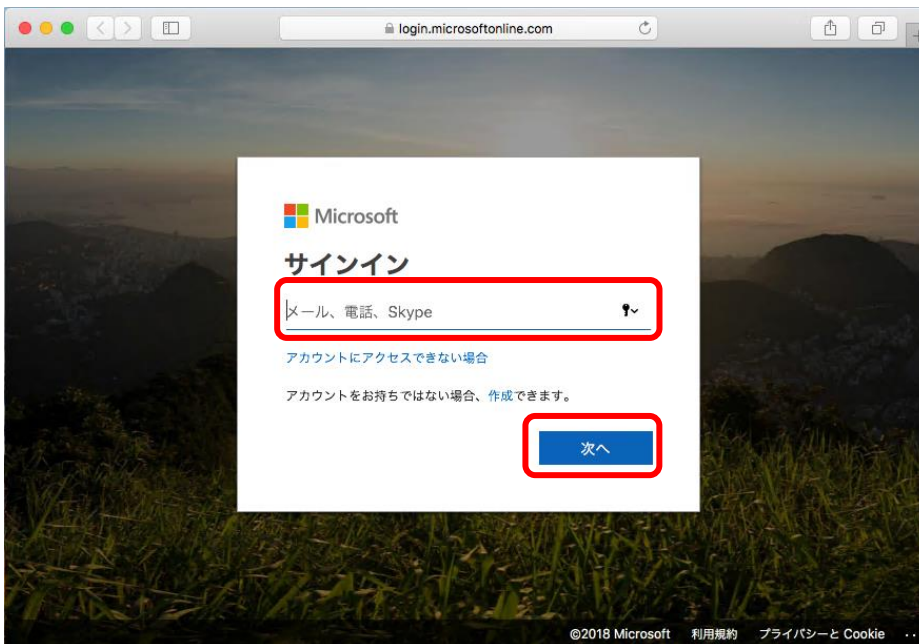 login.microsoftonline.com
Microsoft
サインイン
メール、電話、Skype
アカウントにアクセスできない場合
アカウントをお持ちではない場合、作成できます。
次へ
©2018 Microsoft 利用規約 プライバシーと Cookie